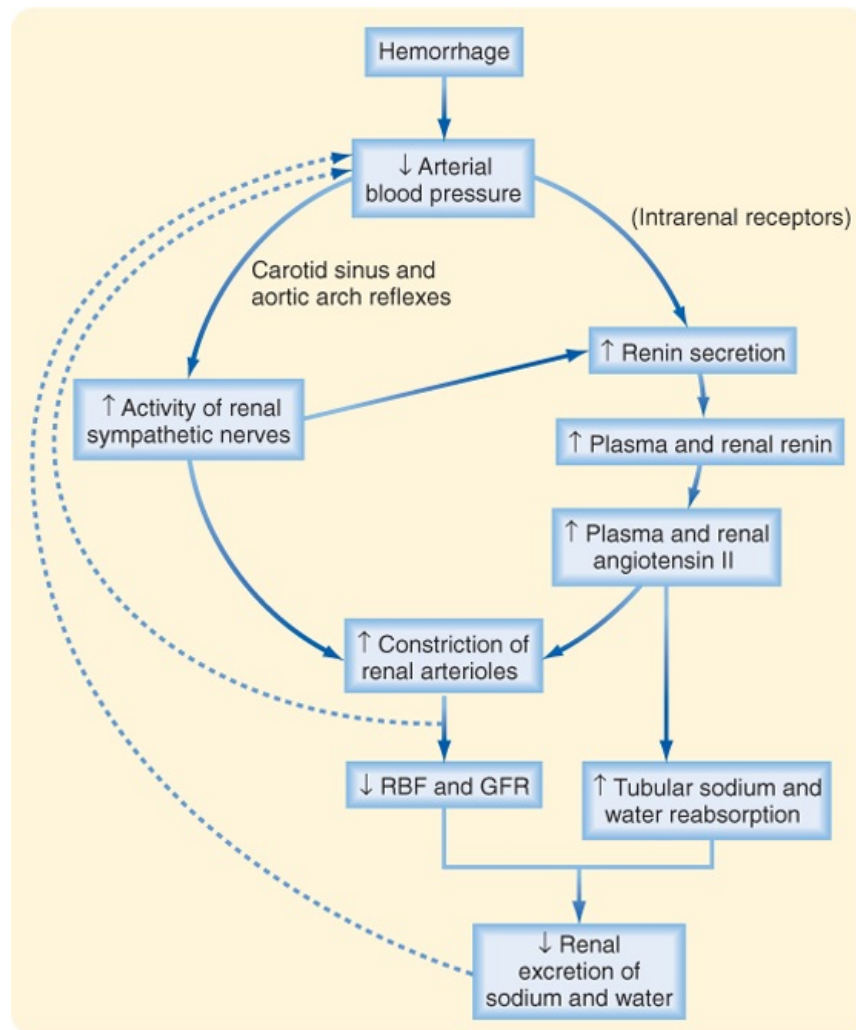 Hemorrhage
↓ Arterial
blood pressure
(Intrarenal receptors)
Carotid sinus and
aortic arch reflexes
↑ Renin secretion
↑ Activity of renal
sympathetic nerves
↑ Plasma and renal renin
↑ Plasma and renal
angiotensin II
↑ Constriction of
renal arterioles
↓ RBF and GFR
↑ Tubular sodium and
water reabsorption
↓ Renal
excretion of
sodium and water